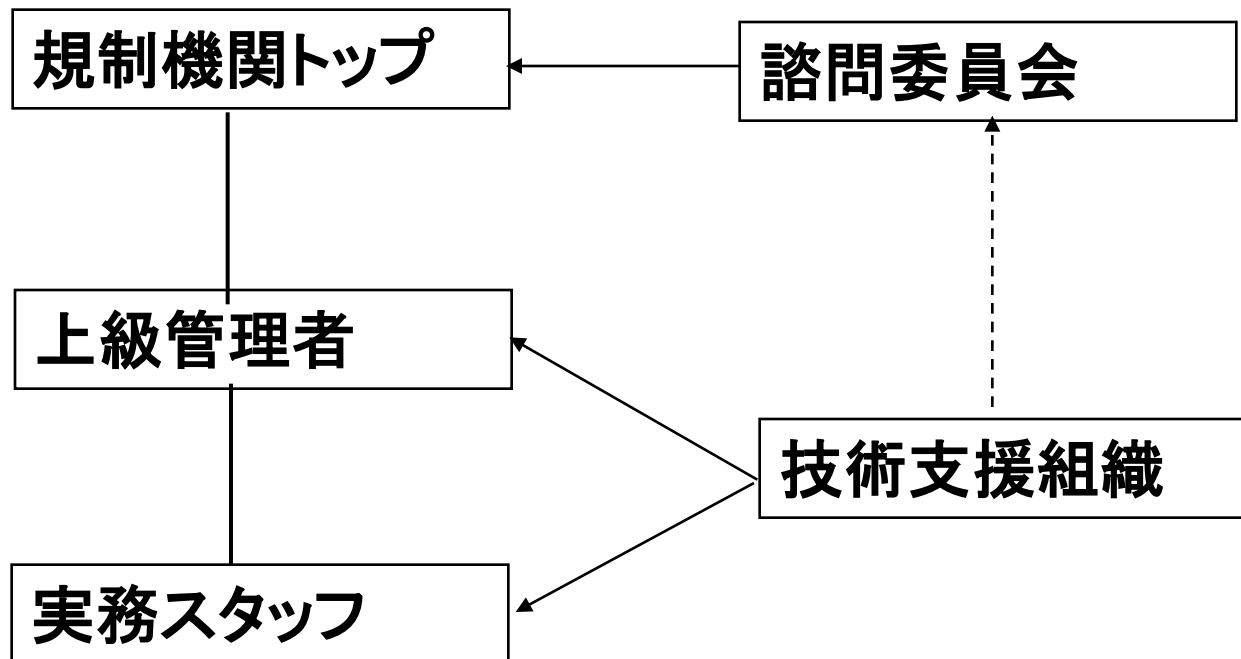 規制機関トップ
諮問委員会
上級管理者
技術支援組織
実務スタッフ